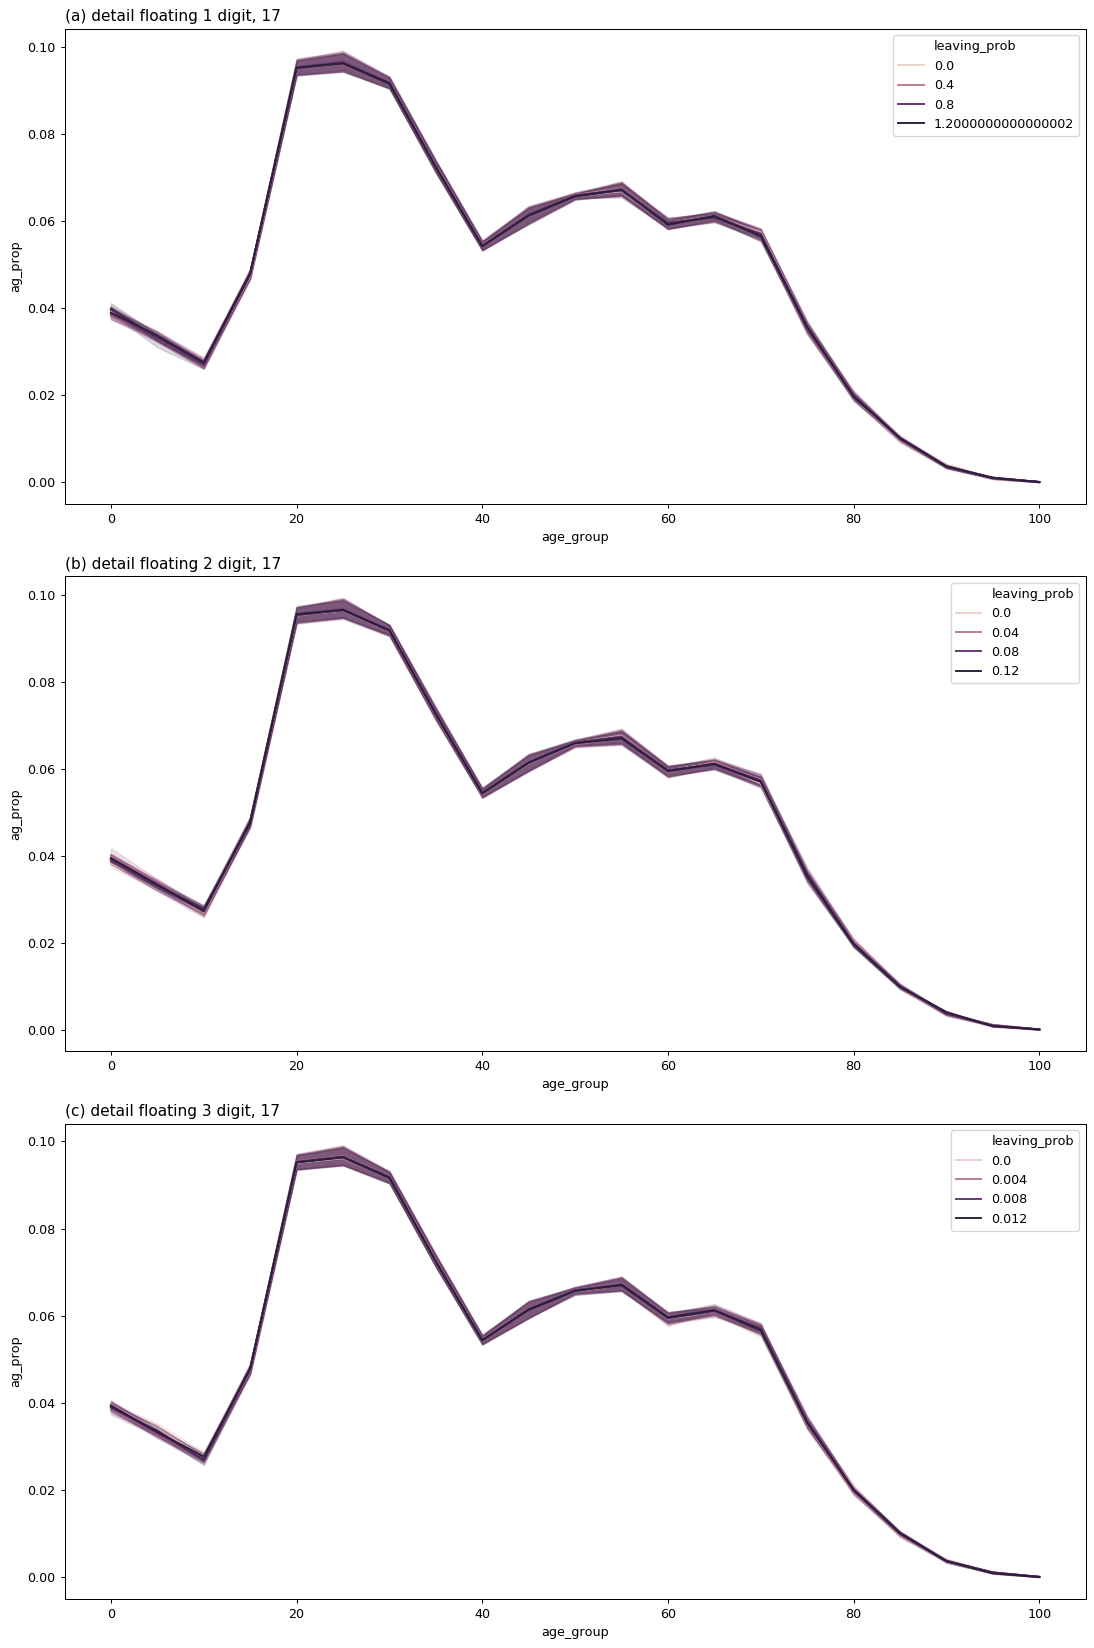 (a) detail floating 1 digit, 17
leaving_prob
0.0
0.4
0.8
1.2000000000000002
0.10
0.08
0.06
0.04
0.02
0.00
ag_prop
0 20 40 60 80 100
age_group
(b) detail floating 2 digit, 17
leaving_prob
0.0
0.04
0.08
0.12
0.10
0.08
0.06
0.04
0.02
0.00
ag_prop
0 20 40 60 80 100
age_group
(c) detail floating 3 digit, 17
leaving_prob
0.0
0.004
0.008
0.012
0.10
0.08
0.06
0.04
0.02
0.00
ag_prop
0 20 40 60 80 100
age_group